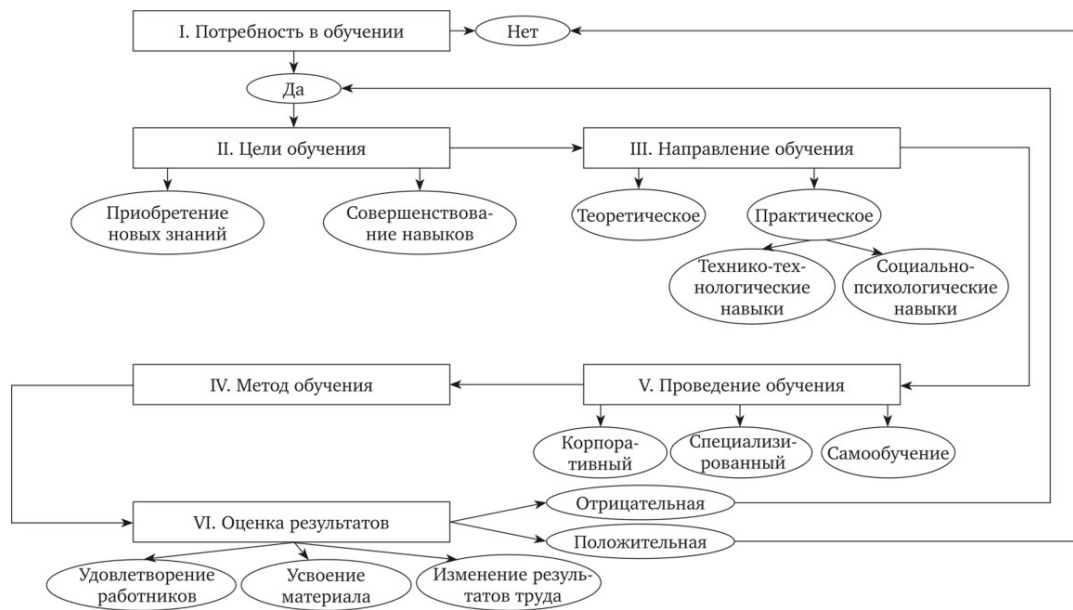 I. Потребность в обучении
Нет
Да
II. Цели обучения
III. Направление обучения
Приобретение
новых знаний
Совершенствова-
ние навыков
Теоретическое
Практическое
Технико-тех-
нологические
навыки
Социально-
психологические
навыки
IV. Метод обучения
V. Проведение обучения
Корпора-
тивный
Специализи-
рованный
Самообучение
VI. Оценка результатов
Отрицательная
Положительная
Удовлетворение
работников
Усвоение
материала
Изменение резуль-
татов труда